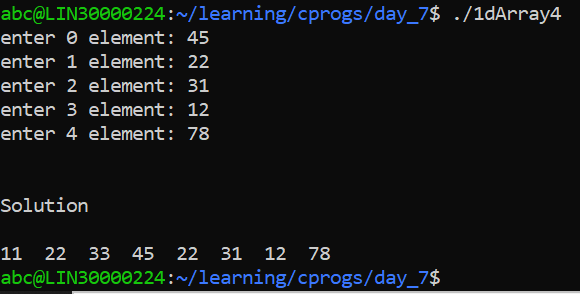 abc@LIN30000224:~/learning/cprogs/day_7$ ./1dArray4
enter 0 element: 45
enter 1 element: 22
enter 2 element: 31
enter 3 element: 12
enter 4 element: 78
Solution
11  22  33  45  22  31  12  78
abc@LIN30000224:~/learning/cprogs/day_7$